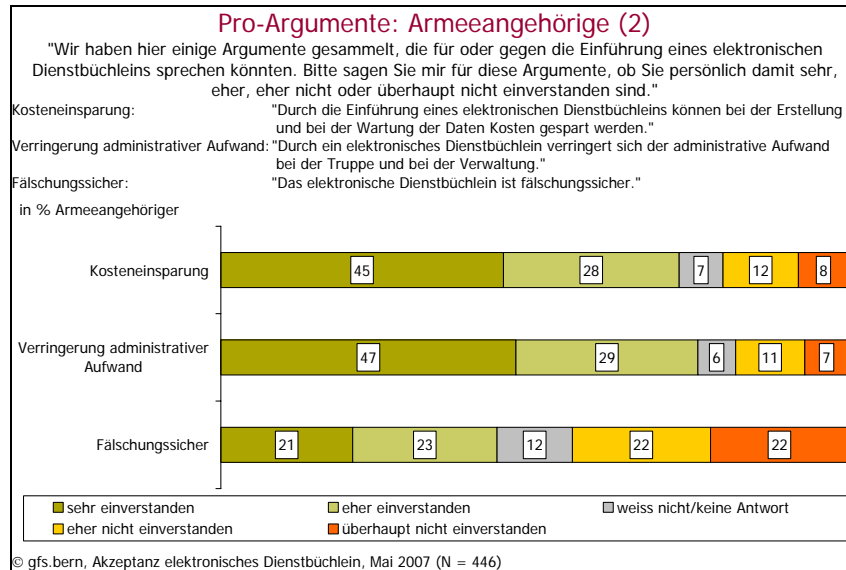 Pro-Argumente: Armeeangehörige (2)
"Wir haben hier einige Argumente gesammelt, die für oder gegen die Einführung eines elektronischen
Dienstbüchleins sprechen könnten. Bitte sagen Sie mir für diese Argumente, ob Sie persönlich damit sehr,
eher, eher nicht oder überhaupt nicht einverstanden sind."
Kosteneinsparung: "Durch die Einführung eines elektronischen Dienstbüchleins können bei der Erstellung
und bei der Wartung der Daten Kosten gespart werden."
Verringerung administrativer Aufwand: "Durch ein elektronisches Dienstbüchlein verringert sich der administrative Aufwand
bei der Truppe und bei der Verwaltung."
Fälschungssicher: "Das elektronische Dienstbüchlein ist fälschungssicher."
in % Armeeangehöriger
Kosteneinsparung 45 28 7 12 8
Verringerung administrativer
Aufwand 47 29 6 11 7
Fälschungssicher 21 23 12 22 22
sehr einverstanden eher einverstanden weiss nicht/keine Antwort
eher nicht einverstanden überhaupt nicht einverstanden
© gfs.bern, Akzeptanz elektronisches Dienstbüchlein, Mai 2007 (N = 446)